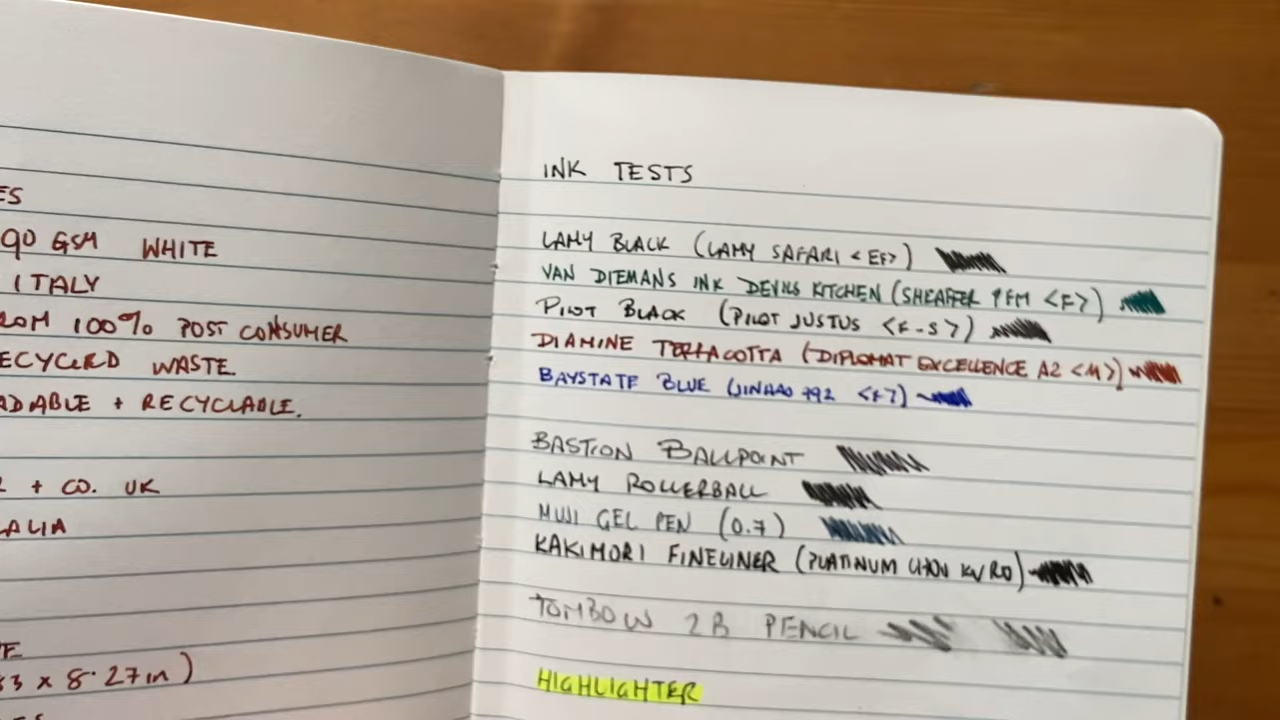 ES
90 GSM WHITE
ITALY
ROM 100% POST CONSUMER
ECYCLED WASTE
ADABLE + RECYCLABLE.
+ CO. UK
ALIA
33 x 8.27in)
INK TESTS
LAMY BLACK (LAMY SAFARI <EF>)
VAN DIEMANS INK DEVILS KITCHEN (SHEAFFER PFM <F>)
PILOT BLACK (PILOT JUSTUS <F-S>)
DIAMINE TERRACOTTA (DIPLOMAT EXCELLENCE A2 <M>)
BAYSTATE BLUE (JINHAO 992 <F>)
BASTION BALLPOINT
LAMY ROLLERBALL
MUJI GEL PEN (0.7)
KAKIMORI FINELINER (PLATINUM
TOMBOW 2B PENCIL
HIGHLIGHTER